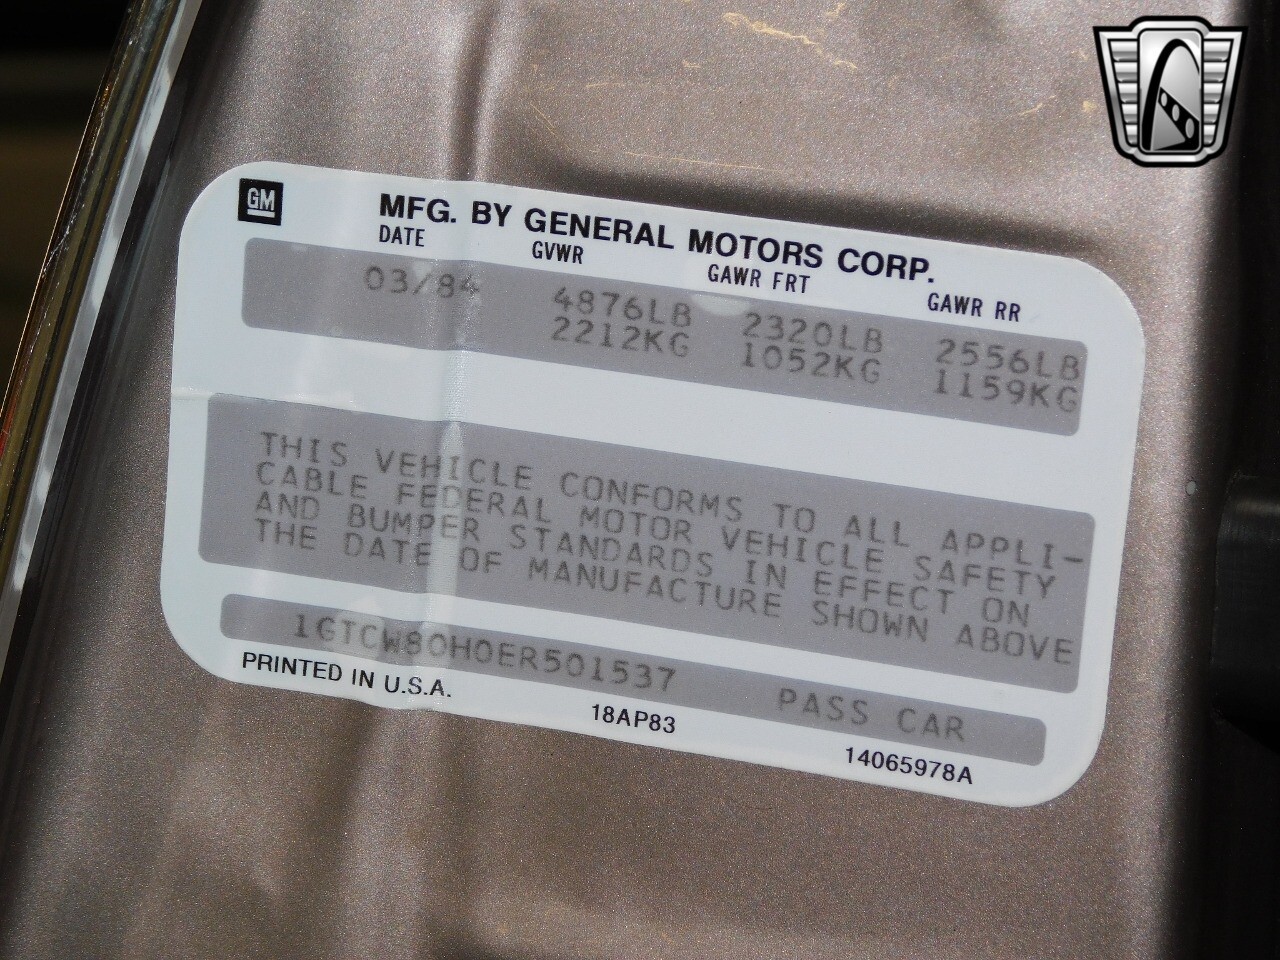 GM
MFG. BY GENERAL MOTORS CORP.
DATE GVWR GAWR FRT GAWR RR
03/84 4876LB 2320LB 2556LB
2212KG 1052KG 1159KG
THIS VEHICLE CONFORMS TO ALL APPLI-
CABLE FEDERAL MOTOR VEHICLE SAFETY
AND BUMPER STANDARDS IN EFFECT ON
THE DATE OF MANUFACTURE SHOWN ABOVE
1GTCW80H0ER501537 PASS CAR
PRINTED IN U.S.A. 18AP83 14065978A